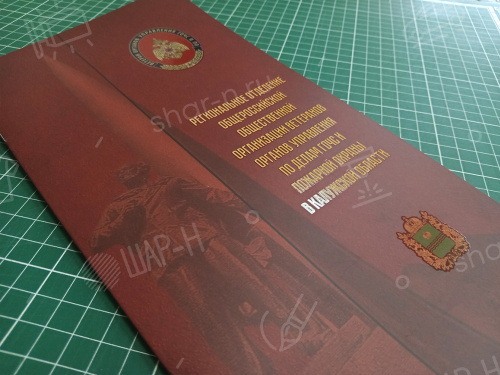 РЕГИОНАЛЬНОЕ ОТДЕЛЕНИЕ
ОБЩЕРОССИЙСКОЙ
ОБЩЕСТВЕННОЙ
ОРГАНИЗАЦИИ ВЕТЕРАНОВ
ОРГАНОВ УПРАВЛЕНИЯ
ПО ДЕЛАМ ГОЧС И
ПОЖАРНОЙ ОХРАНЫ
В КАЛУЖСКОЙ ОБЛАСТИ
shar-n.ru
ШАР-Н